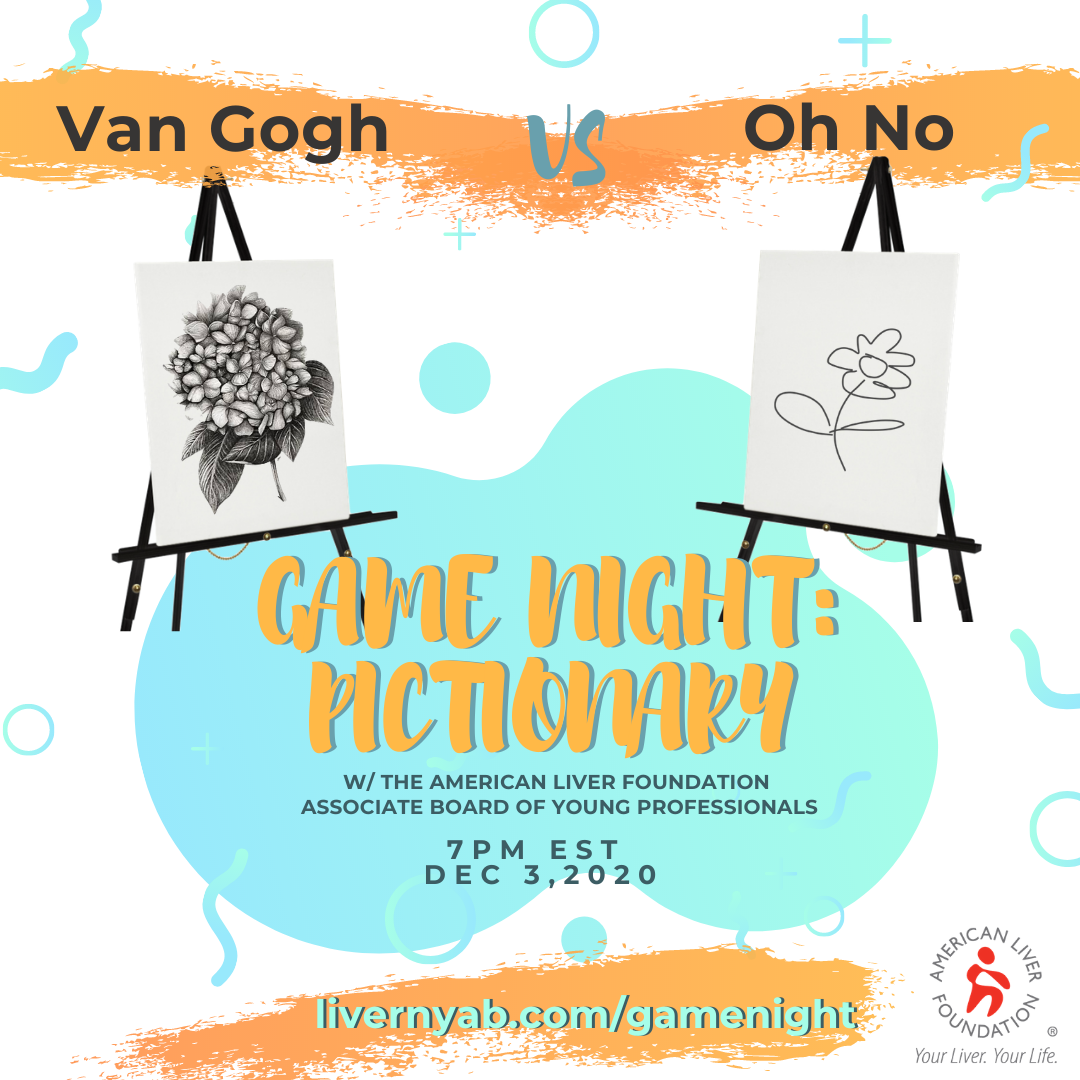 Van Gogh VS Oh No
GAME NIGHT:
PICTIONARY
W/ THE AMERICAN LIVER FOUNDATION
ASSOCIATE BOARD OF YOUNG PROFESSIONALS
7PM EST
DEC 3,2020
livernyab.com/gamenight
AMERICAN LIVER
FOUNDATION
®
Your Liver. Your Life.